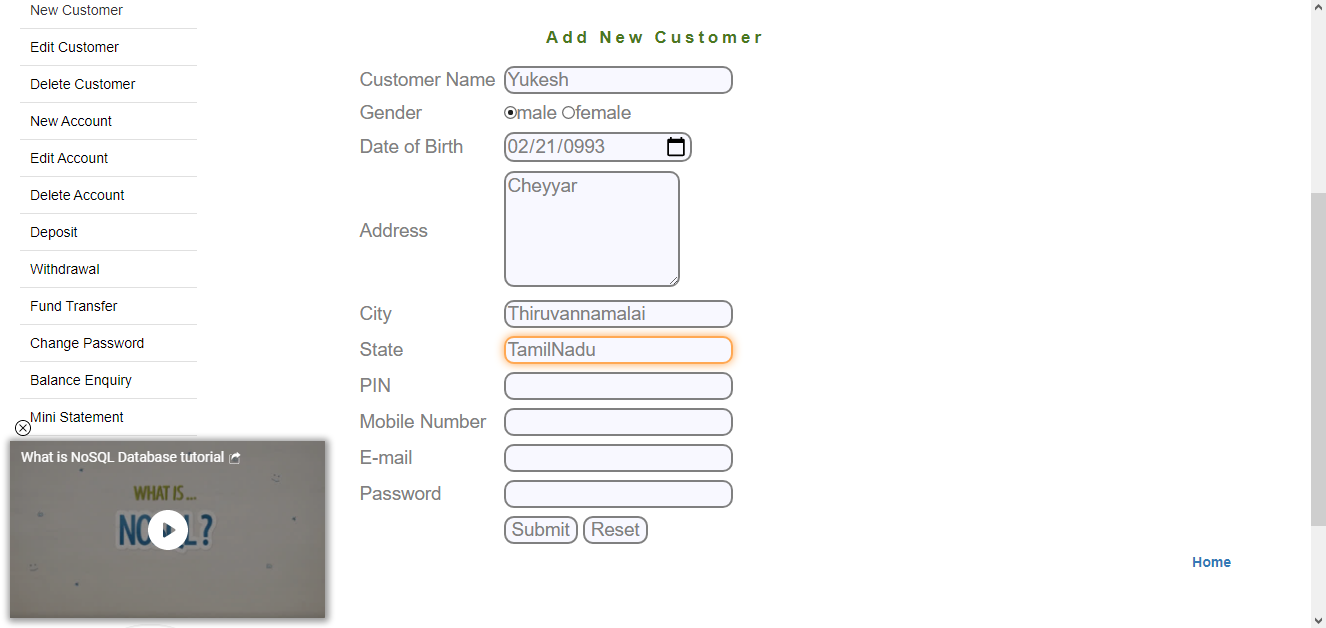 New Customer
Edit Customer
Delete Customer
New Account
Edit Account
Delete Account
Deposit
Withdrawal
Fund Transfer
Change Password
Balance Enquiry
Mini Statement
What is NoSQL Database tutorial
WHAT IS...
NOSQL?
Add New Customer
Customer Name Yukesh
Gender male female
Date of Birth 02/21/0993
Address Cheyyar
City Thiruvannamalai
State TamilNadu
PIN
Mobile Number
E-mail
Password
Submit Reset
Home